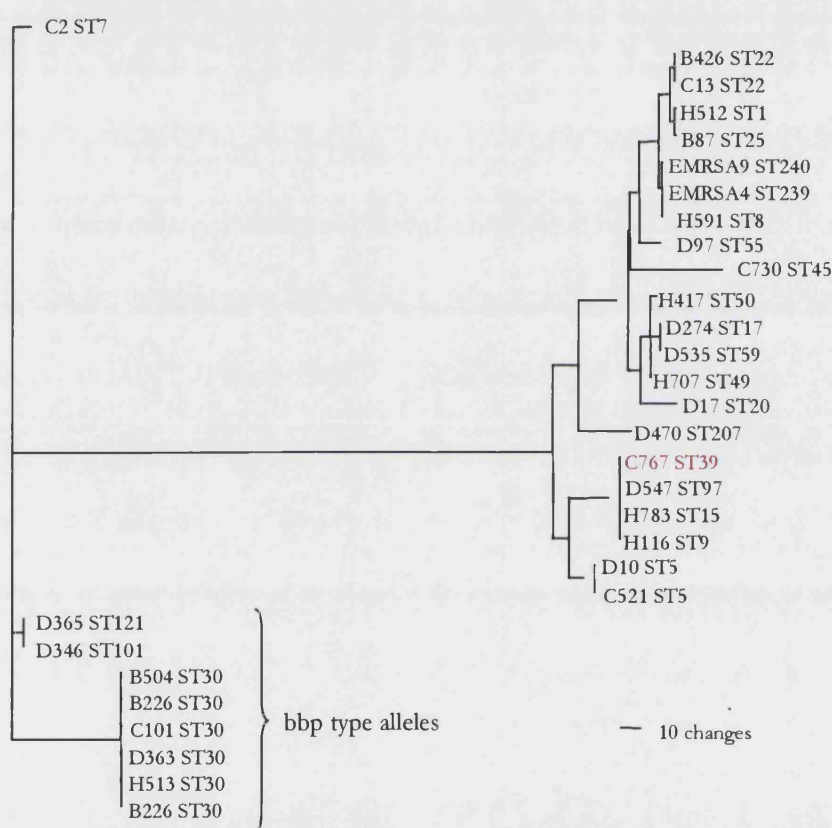 C2 ST7
B426 ST22
C13 ST22
H512 ST1
B87 ST25
EMRSA9 ST240
EMRSA4 ST239
H591 ST8
D97 ST55
C730 ST45
H417 ST50
D274 ST17
D535 ST59
H707 ST49
D17 ST20
D470 ST207
C767 ST39
D547 ST97
H783 ST15
H116 ST9
D10 ST5
C521 ST5
D365 ST121
D346 ST101
B504 ST30
B226 ST30
C101 ST30
D363 ST30
H513 ST30
B226 ST30
bbp type alleles
10 changes